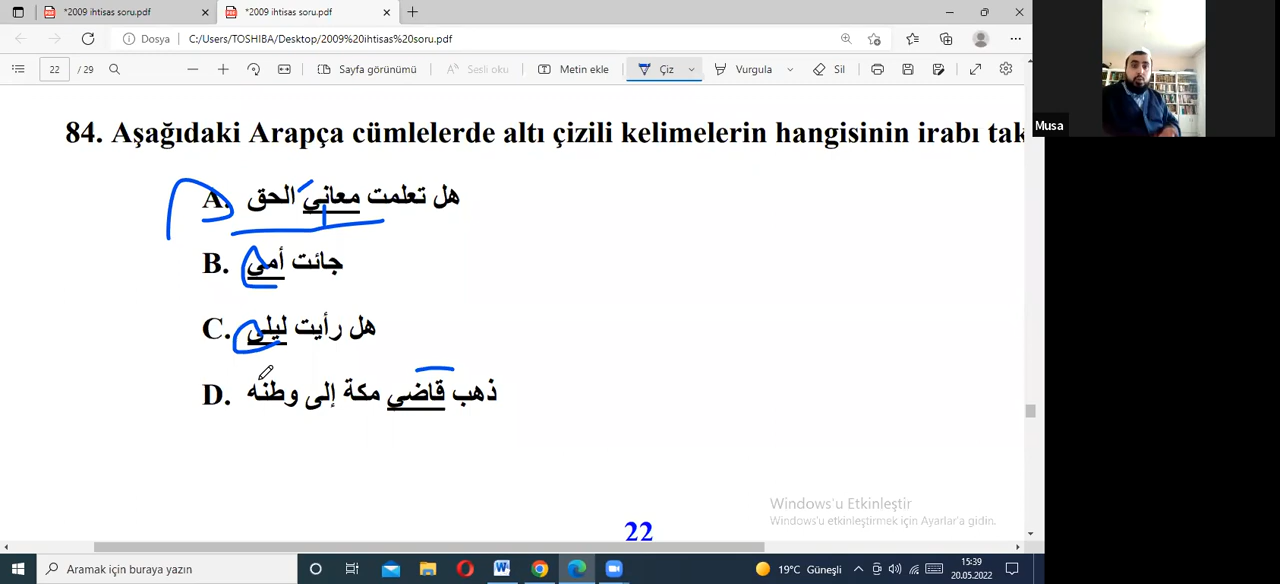 *2009 ihtisas soru.pdf
*2009 ihtisas soru.pdf
Dosya C:/Users/TOSHIBA/Desktop/2009%20ihtisas%20soru.pdf
22 / 29 Sayfa görünümü Sesli oku Metin ekle Çiz Vurgula Sil
Musa
84. Aşağıdaki Arapça cümlelerde altı çizili kelimelerin hangisinin irabı tak
A. هل تعلمت معاني الحق
B. جائت أمي
C. هل رأيت ليلى
D. ذهب قاضي مكة إلى وطنه
22
Windows'u Etkinleştir
Windows'u etkinleştirmek için Ayarlar'a gidin.
Aramak için buraya yazın
19°C Güneşli
15:39
20.05.2022